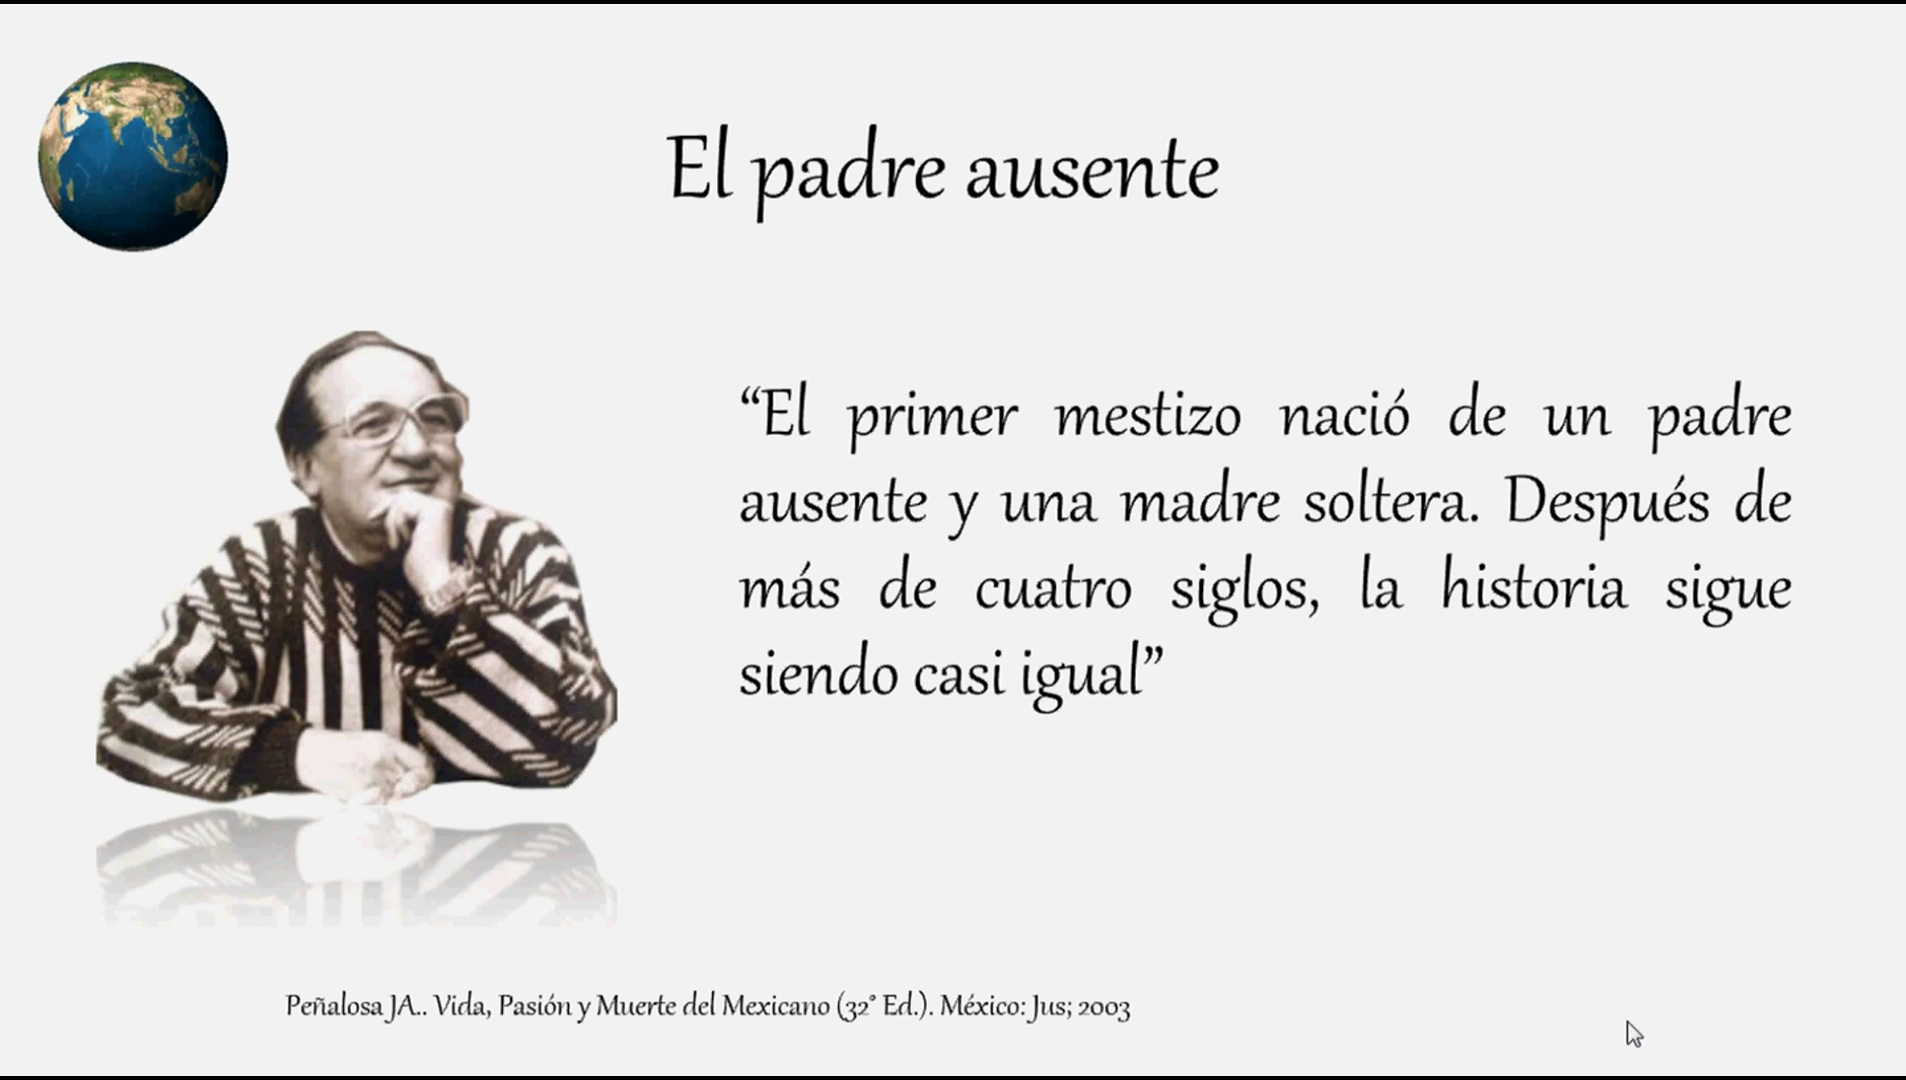 El padre ausente
“El primer mestizo nació de un padre
ausente y una madre soltera. Después de
más de cuatro siglos, la historia sigue
siendo casi igual”
Peñalosa JA.. Vida, Pasión y Muerte del Mexicano (32° Ed.). México: Jus; 2003